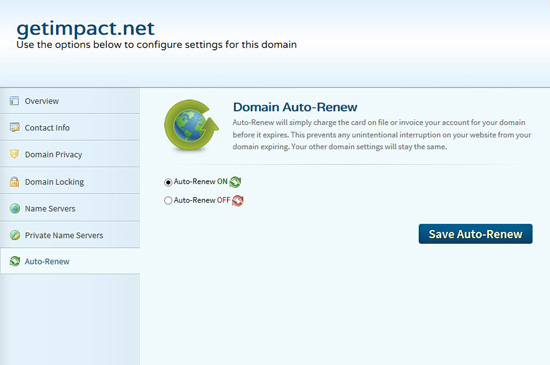 getimpact.net
Use the options below to configure settings for this domain
Overview
Contact Info
Domain Privacy
Domain Locking
Name Servers
Private Name Servers
Auto-Renew
Domain Auto-Renew
Auto-Renew will simply charge the card on file or invoice your account for your domain
before it expires. This prevents any unintentional interruption on your website from your
domain expiring. Your other domain settings will stay the same.
Auto-Renew ON
Auto-Renew OFF
Save Auto-Renew